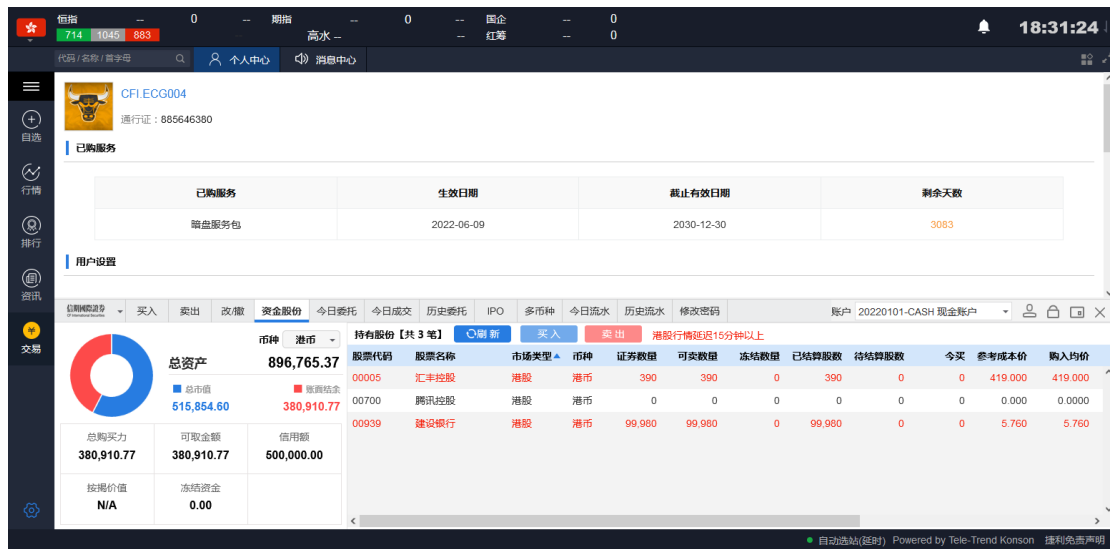 恒指 -- 0 -- 期指 -- 0 -- 国企 -- 0
714 1045 883 -- 高水 -- -- 红筹 -- 0
18:31:24
代码/名称/首字母 个人中心 消息中心
自选
行情
排行
资讯
交易
CFI.ECG004
通行证：885646380
已购服务
已购服务 生效日期 截止有效日期 剩余天数
暗盘服务包 2022-06-09 2030-12-30 3083
用户设置
信期國際證券 买入 卖出 改/撤 资金股份 今日委托 今日成交 历史委托 IPO 多币种 今日流水 历史流水 修改密码 账户 20220101-CASH 现金账户
币种 港币
总资产 896,765.37
总市值 账面结余
515,854.60 380,910.77
总购买力 可取金额 信用额
380,910.77 380,910.77 500,000.00
按揭价值 冻结资金
N/A 0.00
持有股份【共 3 笔】 刷新 买入 卖出 港股行情延迟15分钟以上
股票代码 股票名称 市场类型 币种 证券数量 可卖数量 冻结数量 已结算股数 待结算股数 今买 参考成本价 购入均价
00005 汇丰控股 港股 港币 390 390 0 390 0 0 419.000 419.000
00700 腾讯控股 港股 港币 0 0 0 0 0 0 0.000 0.0000
00939 建设银行 港股 港币 99,980 99,980 0 99,980 0 0 5.760 5.760
自动选站(延时) Powered by Tele-Trend Konson 捷利免责声明